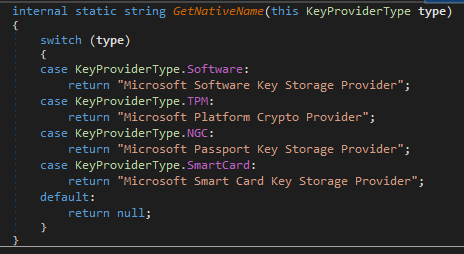 internal static string GetNativeName(this KeyProviderType type)
{
    switch (type)
    {
    case KeyProviderType.Software:
        return "Microsoft Software Key Storage Provider";
    case KeyProviderType.TPM:
        return "Microsoft Platform Crypto Provider";
    case KeyProviderType.NGC:
        return "Microsoft Passport Key Storage Provider";
    case KeyProviderType.SmartCard:
        return "Microsoft Smart Card Key Storage Provider";
    default:
        return null;
    }
}